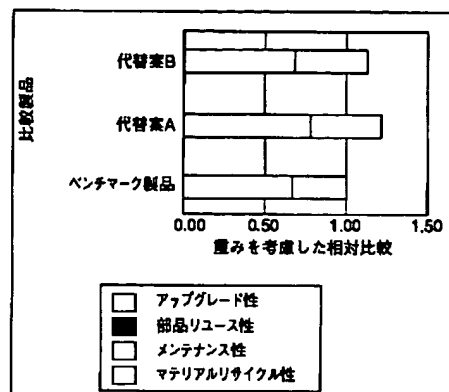 比較製品
代替案B
代替案A
ベンチマーク製品
0.00 0.50 1.00 1.50
重みを考慮した相対比較
アップグレード性
部品リユース性
メンテナンス性
マテリアルリサイクル性